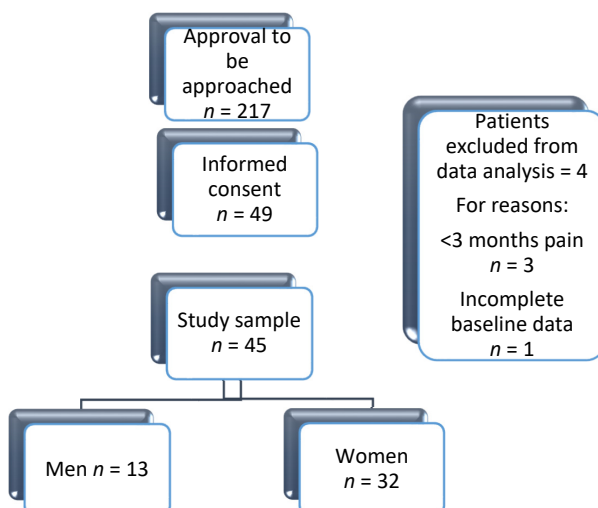 Approval to
be
approached
n = 217
Informed
consent
n = 49
Patients
excluded from
data analysis = 4
For reasons:
<3 months pain
n = 3
Incomplete
baseline data
n = 1
Study sample
n = 45
Men n = 13
Women
n = 32